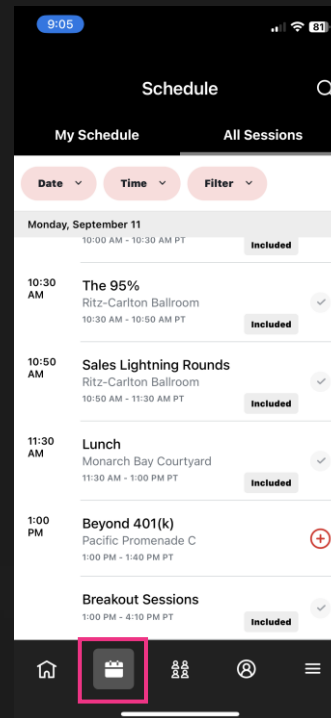 9:05
81
Schedule
My Schedule
All Sessions
Date
Time
Filter
Monday, September 11
10:00 AM - 10:30 AM PT
Included
10:30 AM
The 95%
Ritz-Carlton Ballroom
10:30 AM - 10:50 AM PT
Included
10:50 AM
Sales Lightning Rounds
Ritz-Carlton Ballroom
10:50 AM - 11:30 AM PT
Included
11:30 AM
Lunch
Monarch Bay Courtyard
11:30 AM - 1:00 PM PT
Included
1:00 PM
Beyond 401(k)
Pacific Promenade C
1:00 PM - 1:40 PM PT
Breakout Sessions
1:00 PM - 4:10 PM PT
Included